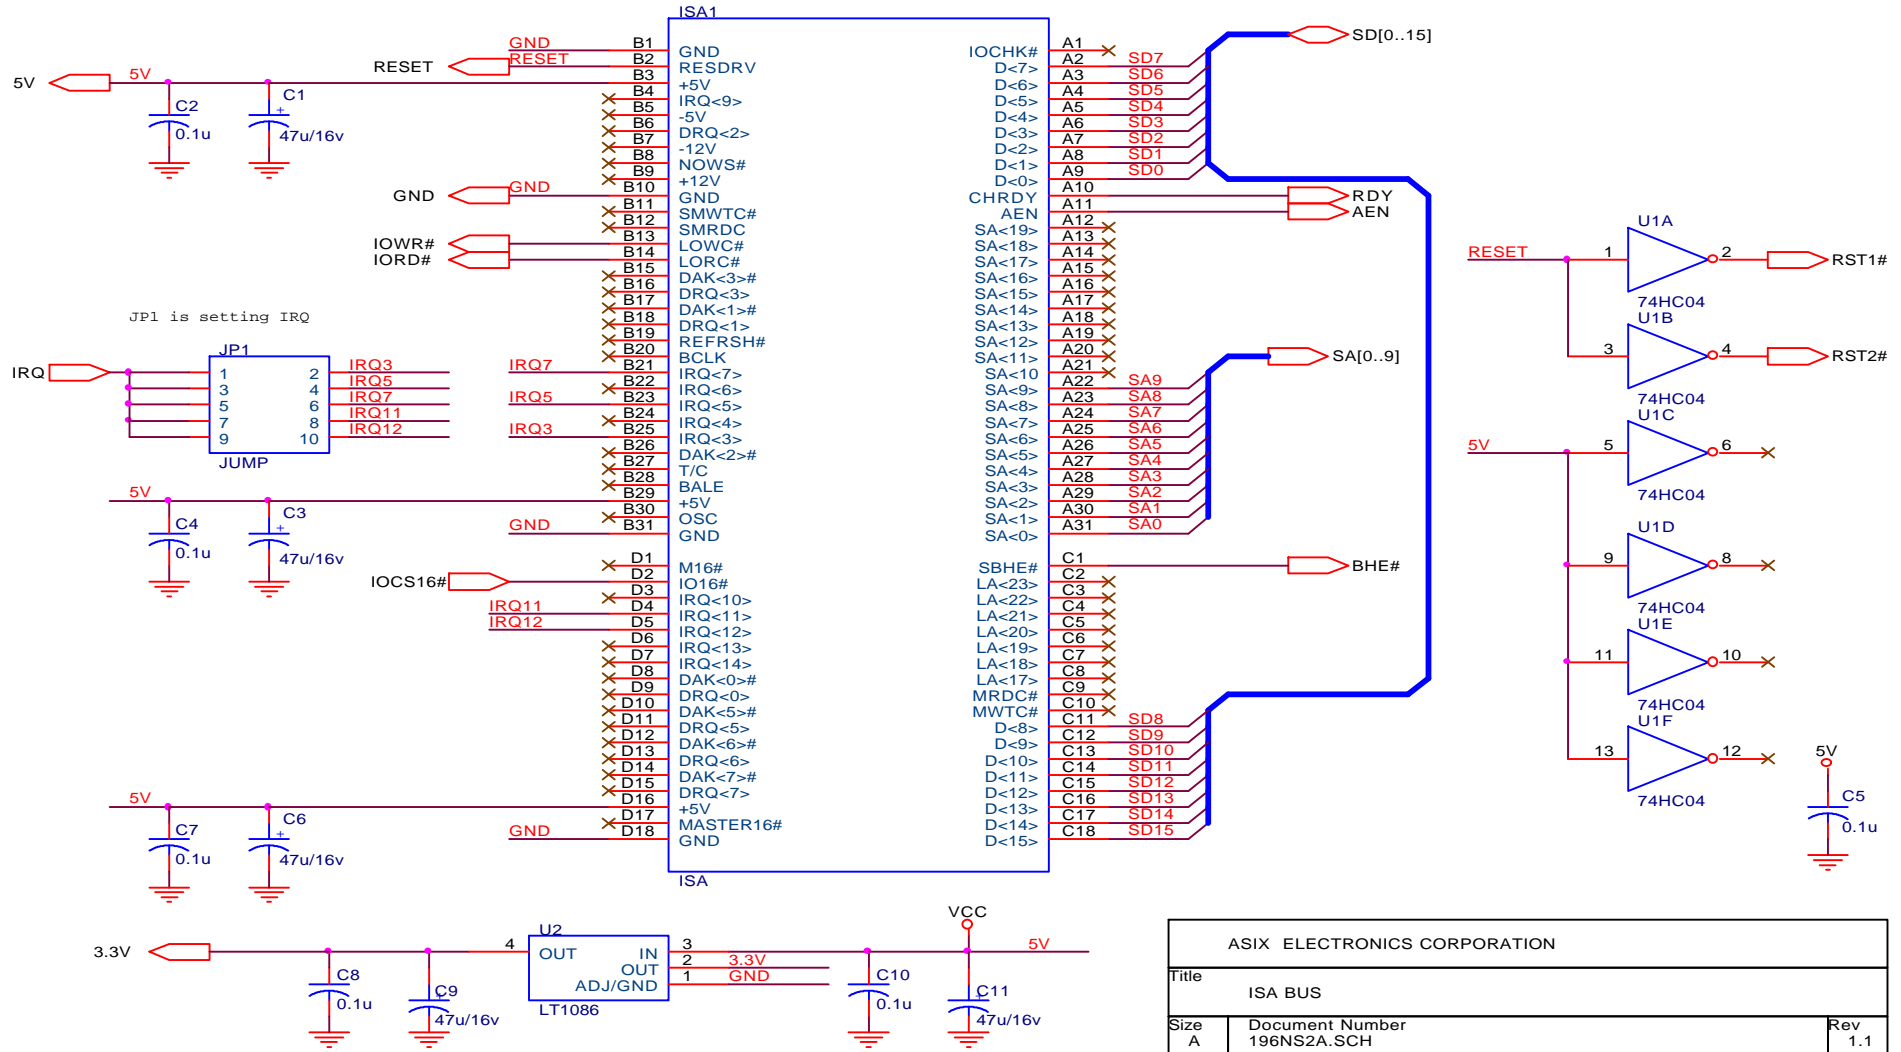 ISA1
GND B1 GND
RESET RESET B2 RESDRV
5V 5V B3 +5V
B4 IRQ<9>
B5 -5V
B6 DRQ<2>
B7 -12V
B8 NOWS#
B9 +12V
GND GND B10 GND
B11 SMWTC#
B12 SMRDC
IOWR# B13 LOWC#
IORD# B14 LORC#
B15 DAK<3>#
B16 DRQ<3>
B17 DAK<1>#
B18 DRQ<1>
B19 REFRSH#
B20 BCLK
IRQ7 B21 IRQ<7>
B22 IRQ<6>
IRQ5 B23 IRQ<5>
B24 IRQ<4>
IRQ3 B25 IRQ<3>
B26 DAK<2>#
B27 T/C
B28 BALE
5V B29 +5V
B30 OSC
GND B31 GND
D1 M16#
IOCS16# D2 IO16#
D3 IRQ<10>
IRQ11 D4 IRQ<11>
IRQ12 D5 IRQ<12>
D6 IRQ<13>
D7 IRQ<14>
D8 DAK<0>#
D9 DRQ<0>
D10 DAK<5>#
D11 DRQ<5>
D12 DAK<6>#
D13 DRQ<6>
D14 DAK<7>#
D15 DRQ<7>
5V D16 +5V
D17 MASTER16#
GND D18 GND
ISA
C2
0.1u
C1
+
47u/16v
JP1 is setting IRQ
JP1
IRQ
1 2 IRQ3
3 4 IRQ5
5 6 IRQ7
7 8 IRQ11
9 10 IRQ12
JUMP
C4
0.1u
C3
+
47u/16v
C7
0.1u
C6
+
47u/16v
IOCHK# A1
D<7> A2 SD7
D<6> A3 SD6
D<5> A4 SD5
D<4> A5 SD4
D<3> A6 SD3
D<2> A7 SD2
D<1> A8 SD1
D<0> A9 SD0
SD[0..15]
CHRDY A10 RDY
AEN A11 AEN
SA<19> A12
SA<18> A13
SA<17> A14
SA<16> A15
SA<15> A16
SA<14> A17
SA<13> A18
SA<12> A19
SA<11> A20
SA<10 A21
SA<9> A22 SA9
SA<8> A23 SA8
SA<7> A24 SA7
SA<6> A25 SA6
SA<5> A26 SA5
SA<4> A27 SA4
SA<3> A28 SA3
SA<2> A29 SA2
SA<1> A30 SA1
SA<0> A31 SA0
SA[0..9]
SBHE# C1 BHE#
LA<23> C2
LA<22> C3
LA<21> C4
LA<20> C5
LA<19> C6
LA<18> C7
LA<17> C8
MRDC# C9
MWTC# C10
D<8> C11 SD8
D<9> C12 SD9
D<10> C13 SD10
D<11> C14 SD11
D<12> C15 SD12
D<13> C16 SD13
D<14> C17 SD14
D<15> C18 SD15
U1A
RESET 1 2 RST1#
74HC04
U1B
3 4 RST2#
74HC04
U1C
5V 5 6
74HC04
U1D
9 8
74HC04
U1E
11 10
74HC04
U1F
13 12
74HC04
5V
C5
0.1u
VCC
U2
3.3V 4 OUT IN 3 5V
OUT 2 3.3V
ADJ/GND 1 GND
LT1086
C8
0.1u
C9
+
47u/16v
C10
0.1u
C11
+
47u/16v
ASIX ELECTRONICS CORPORATION
Title
ISA BUS
Size Document Number Rev
A 196NS2A.SCH 1.1